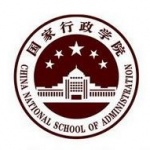 国家行政学院
CHINA NATIONAL SCHOOL OF ADMINISTRATION